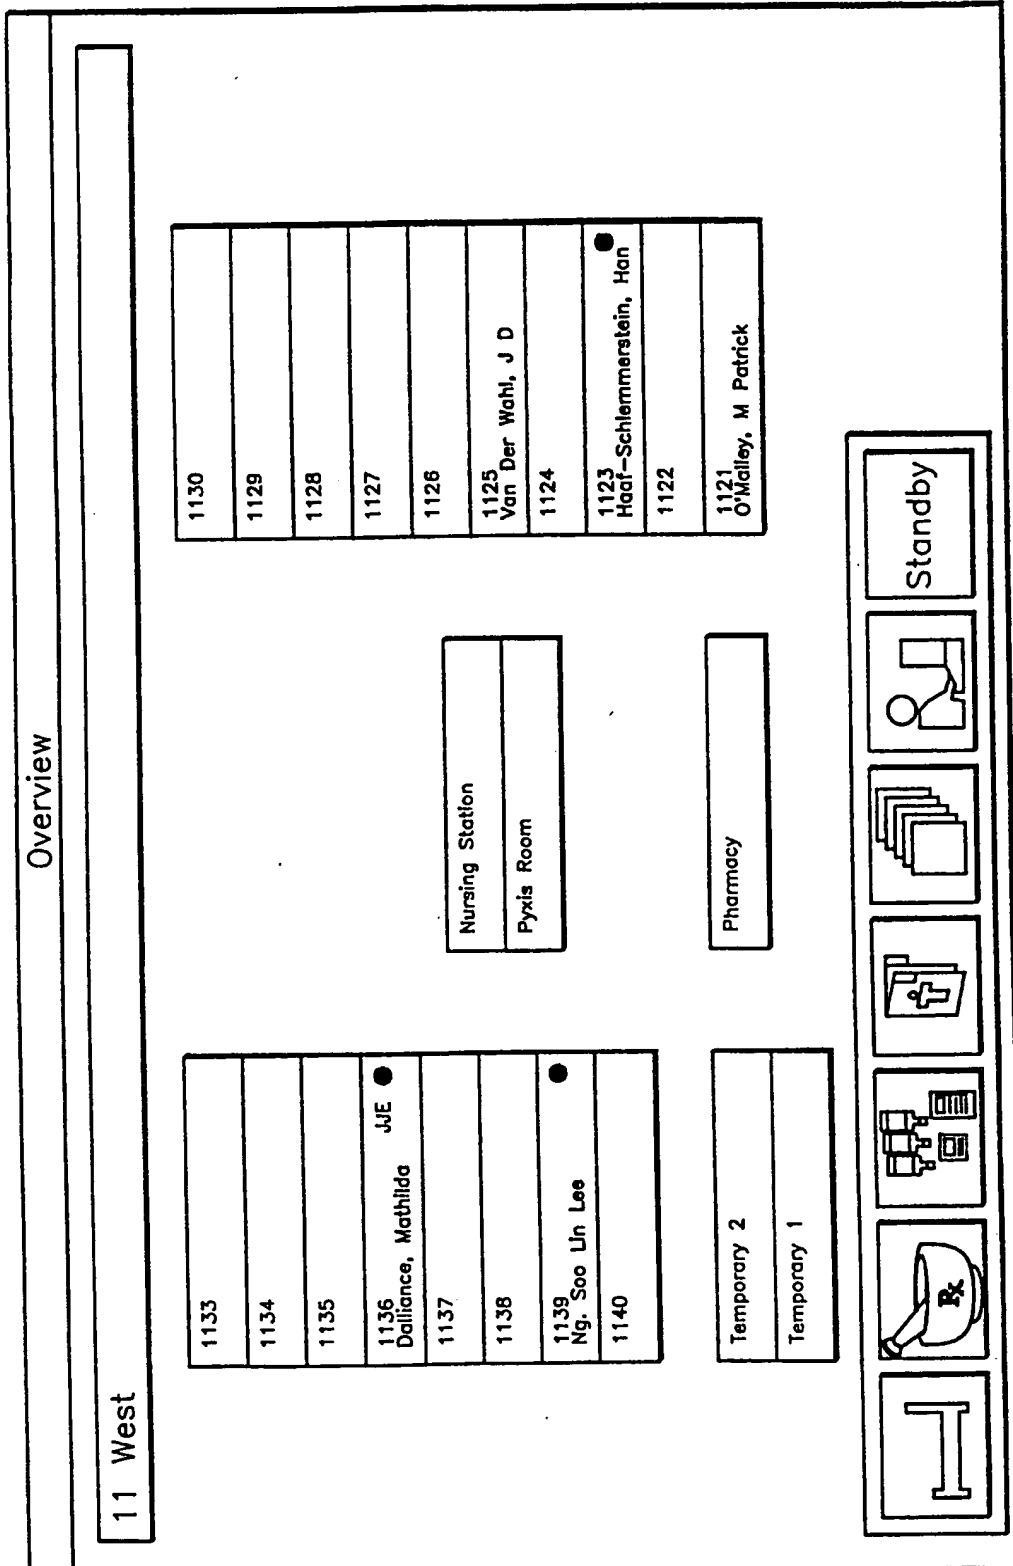 Overview
11 West
1133
1134
1135
1136
Dalliance, Mathilda JJE
1137
1138
1139
Ng. Soo Lin Lee
1140
Temporary 2
Temporary 1
Nursing Station
Pyxis Room
Pharmacy
1130
1129
1128
1127
1126
1125
Van Der Wahl, J D
1124
1123
Haaf-Schlemmerstein, Han
1122
1121
O'Malley, M Patrick
Rx
Standby